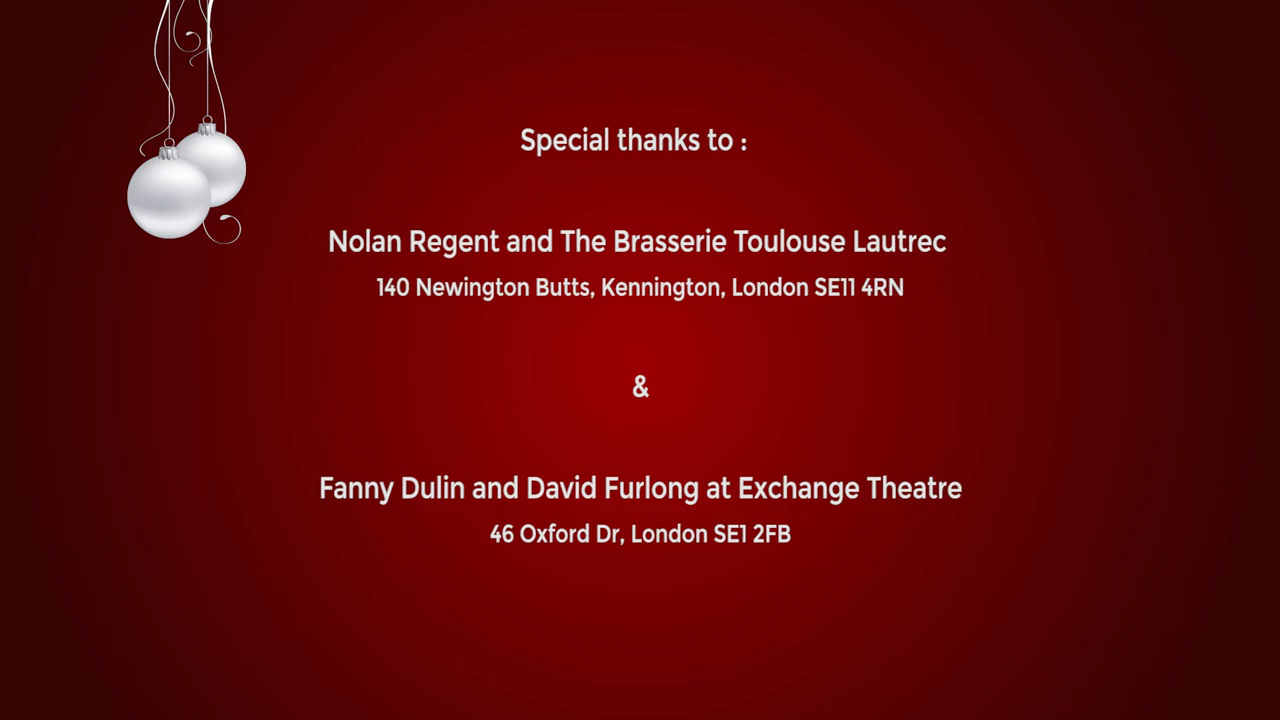 Special thanks to :
Nolan Regent and The Brasserie Toulouse Lautrec
140 Newington Butts, Kennington, London SE11 4RN
&
Fanny Dulin and David Furlong at Exchange Theatre
46 Oxford Dr, London SE1 2FB